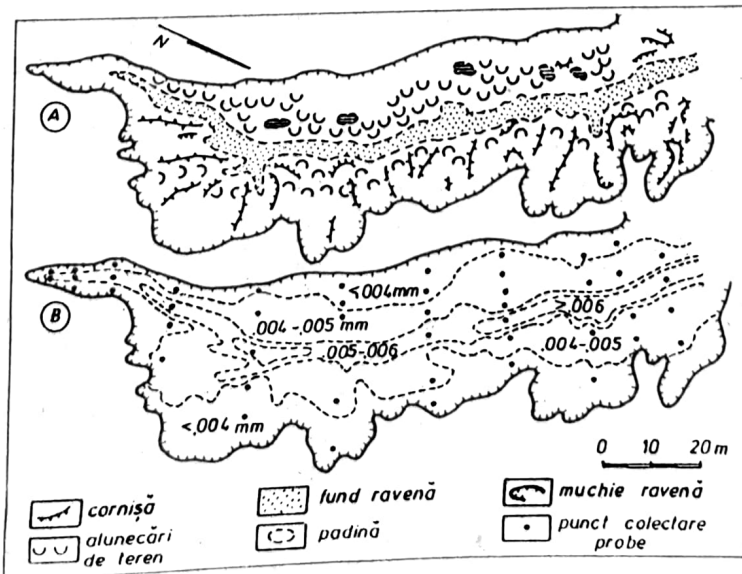 N
A
B
≤.004mm
.004-.005 mm
>.006
.005-.006
.004-.005
<.004 mm
0 10 20 m
cornișă
fund ravenă
muchie ravenă
alunecări
de teren
padină
punct colectare
probe